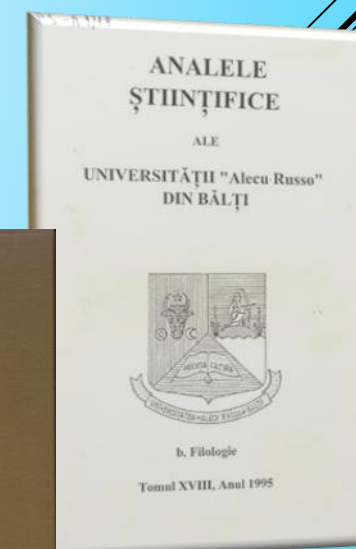 ANALELE
ȘTIINȚIFICE
ALE
UNIVERSITĂȚII "Alecu Russo"
DIN BĂLȚI
b. Filologie
Tomul XVIII, Anul 1995